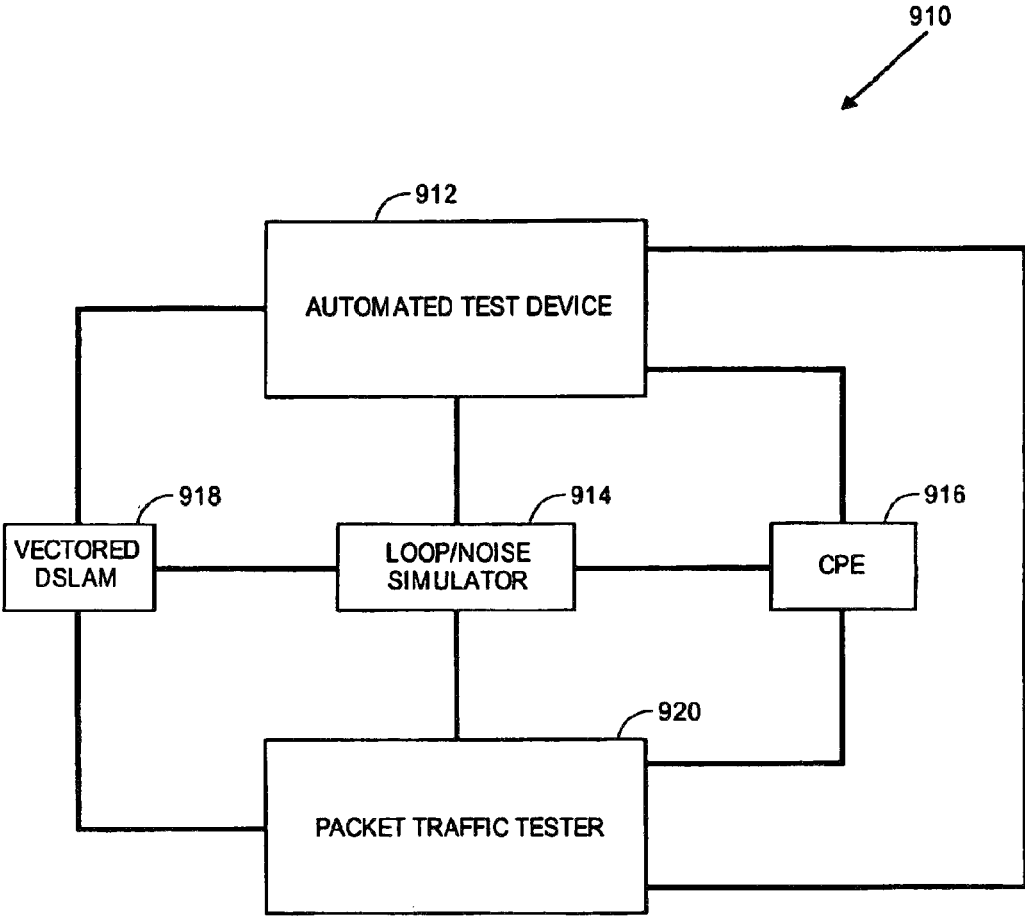 910
912
AUTOMATED TEST DEVICE
918
914
916
VECTORED
DSLAM
LOOP/NOISE
SIMULATOR
CPE
920
PACKET TRAFFIC TESTER